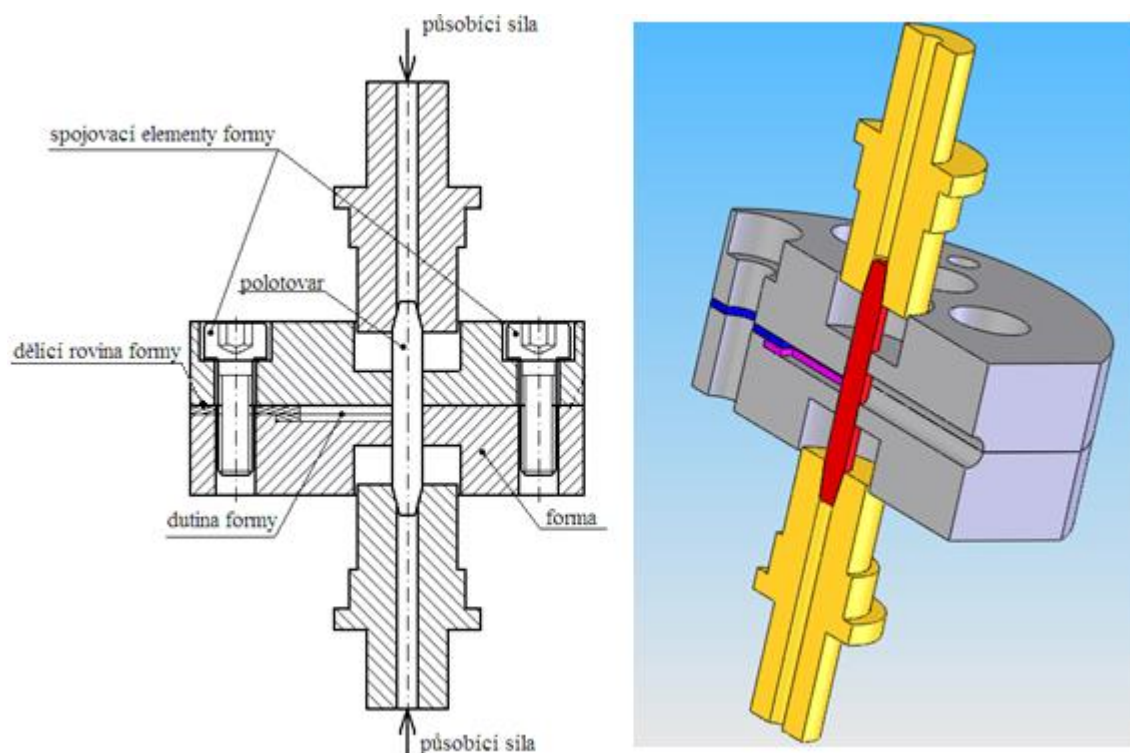 působící síla
spojovací elementy formy
polotovar
dělící rovina formy
dutina formy
forma
působící síla